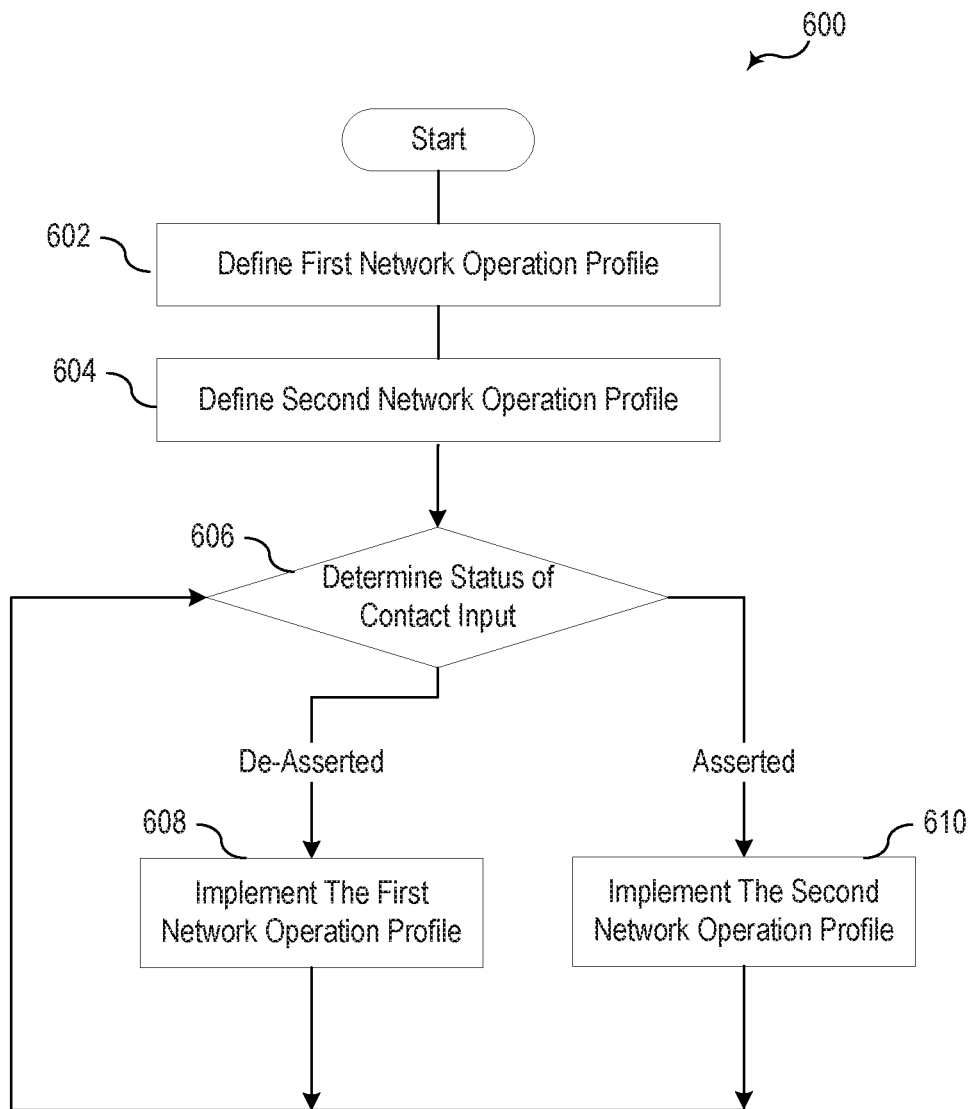 600
Start
602
Define First Network Operation Profile
604
Define Second Network Operation Profile
606
Determine Status of
Contact Input
De-Asserted
Asserted
608
610
Implement The First
Network Operation Profile
Implement The Second
Network Operation Profile